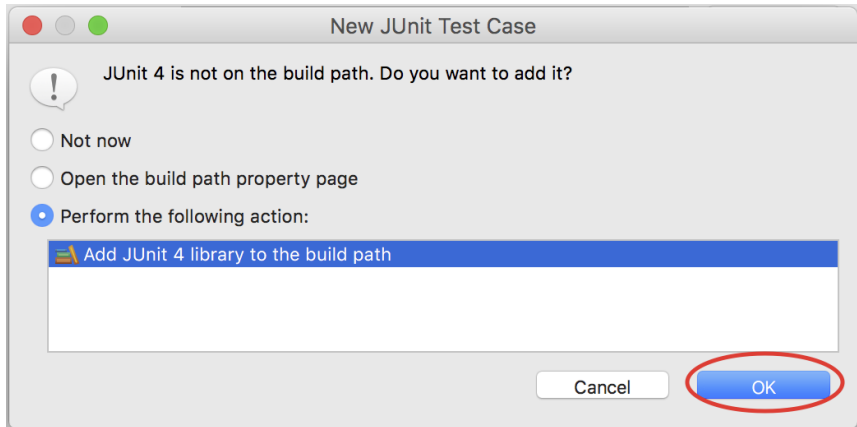 New JUnit Test Case
JUnit 4 is not on the build path. Do you want to add it?
Not now
Open the build path property page
Perform the following action:
Add JUnit 4 library to the build path
Cancel
OK